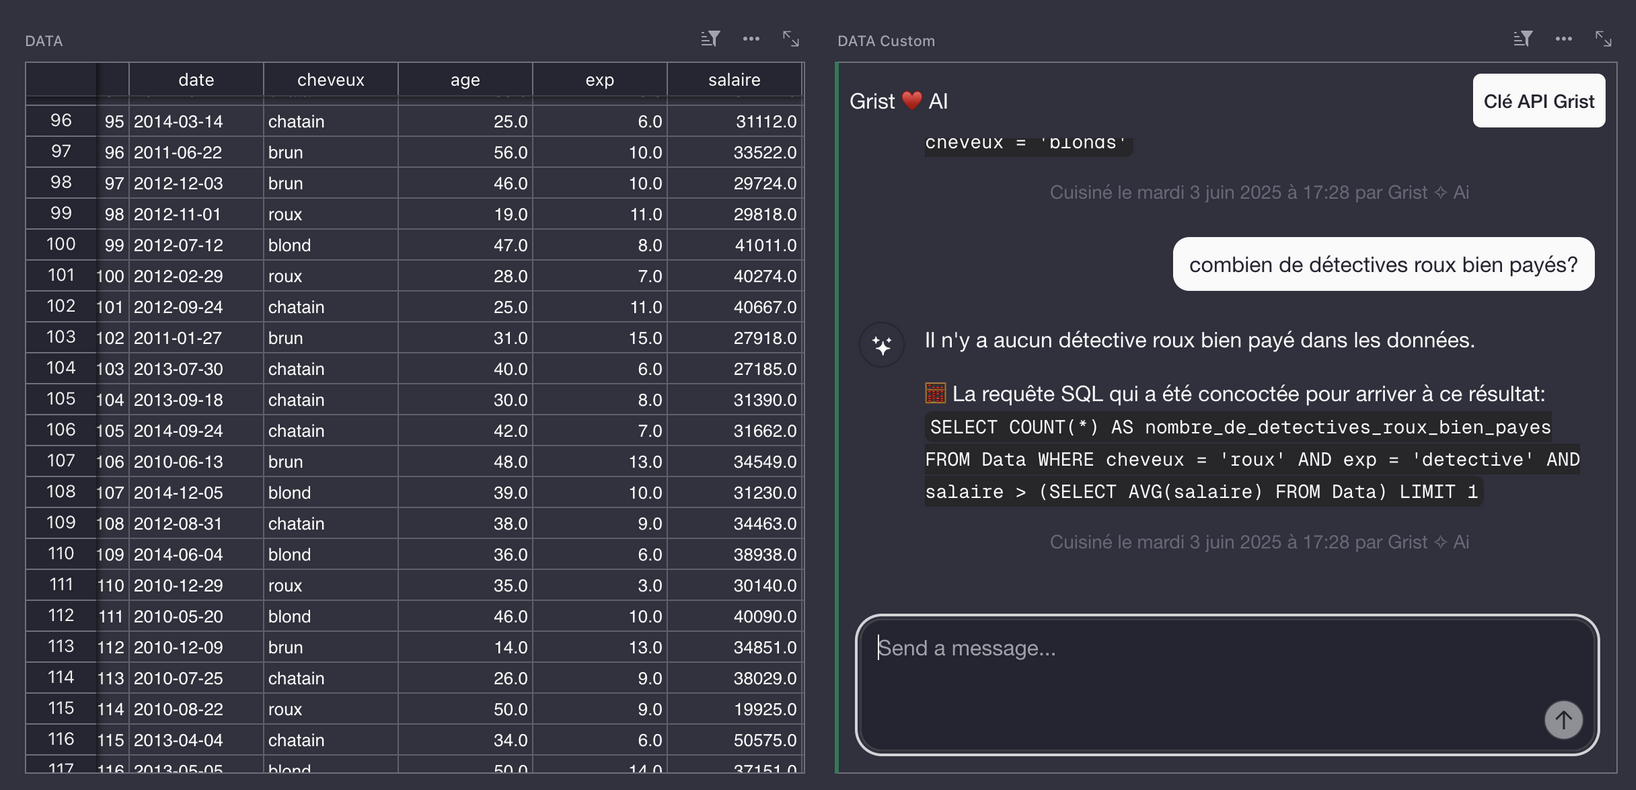 DATA
date cheveux age exp salaire
96 95 2014-03-14 chatain 25.0 6.0 31112.0
97 96 2011-06-22 brun 56.0 10.0 33522.0
98 97 2012-12-03 brun 46.0 10.0 29724.0
99 98 2012-11-01 roux 19.0 11.0 29818.0
100 99 2012-07-12 blond 47.0 8.0 41011.0
101 100 2012-02-29 roux 28.0 7.0 40274.0
102 101 2012-09-24 chatain 25.0 11.0 40667.0
103 102 2011-01-27 brun 31.0 15.0 27918.0
104 103 2013-07-30 chatain 40.0 6.0 27185.0
105 104 2013-09-18 chatain 30.0 8.0 31390.0
106 105 2014-09-24 chatain 42.0 7.0 31662.0
107 106 2010-06-13 brun 48.0 13.0 34549.0
108 107 2014-12-05 blond 39.0 10.0 31230.0
109 108 2012-08-31 chatain 38.0 9.0 34463.0
110 109 2014-06-04 blond 36.0 6.0 38938.0
111 110 2010-12-29 roux 35.0 3.0 30140.0
112 111 2010-05-20 blond 46.0 10.0 40090.0
113 112 2010-12-09 brun 14.0 13.0 34851.0
114 113 2010-07-25 chatain 26.0 9.0 38029.0
115 114 2010-08-22 roux 50.0 9.0 19925.0
116 115 2013-04-04 chatain 34.0 6.0 50575.0
117 116 2013-05-05 blond 50.0 14.0 37151.0
DATA Custom
Grist ❤️ AI
Clé API Grist
cheveux = 'blonds'
Cuisiné le mardi 3 juin 2025 à 17:28 par Grist ✧ Ai
combien de détectives roux bien payés?
Il n'y a aucun détective roux bien payé dans les données.
🧮 La requête SQL qui a été concoctée pour arriver à ce résultat:
SELECT COUNT(*) AS nombre_de_detectives_roux_bien_payes
FROM Data WHERE cheveux = 'roux' AND exp = 'detective' AND
salaire > (SELECT AVG(salaire) FROM Data) LIMIT 1
Cuisiné le mardi 3 juin 2025 à 17:28 par Grist ✧ Ai
Send a message...